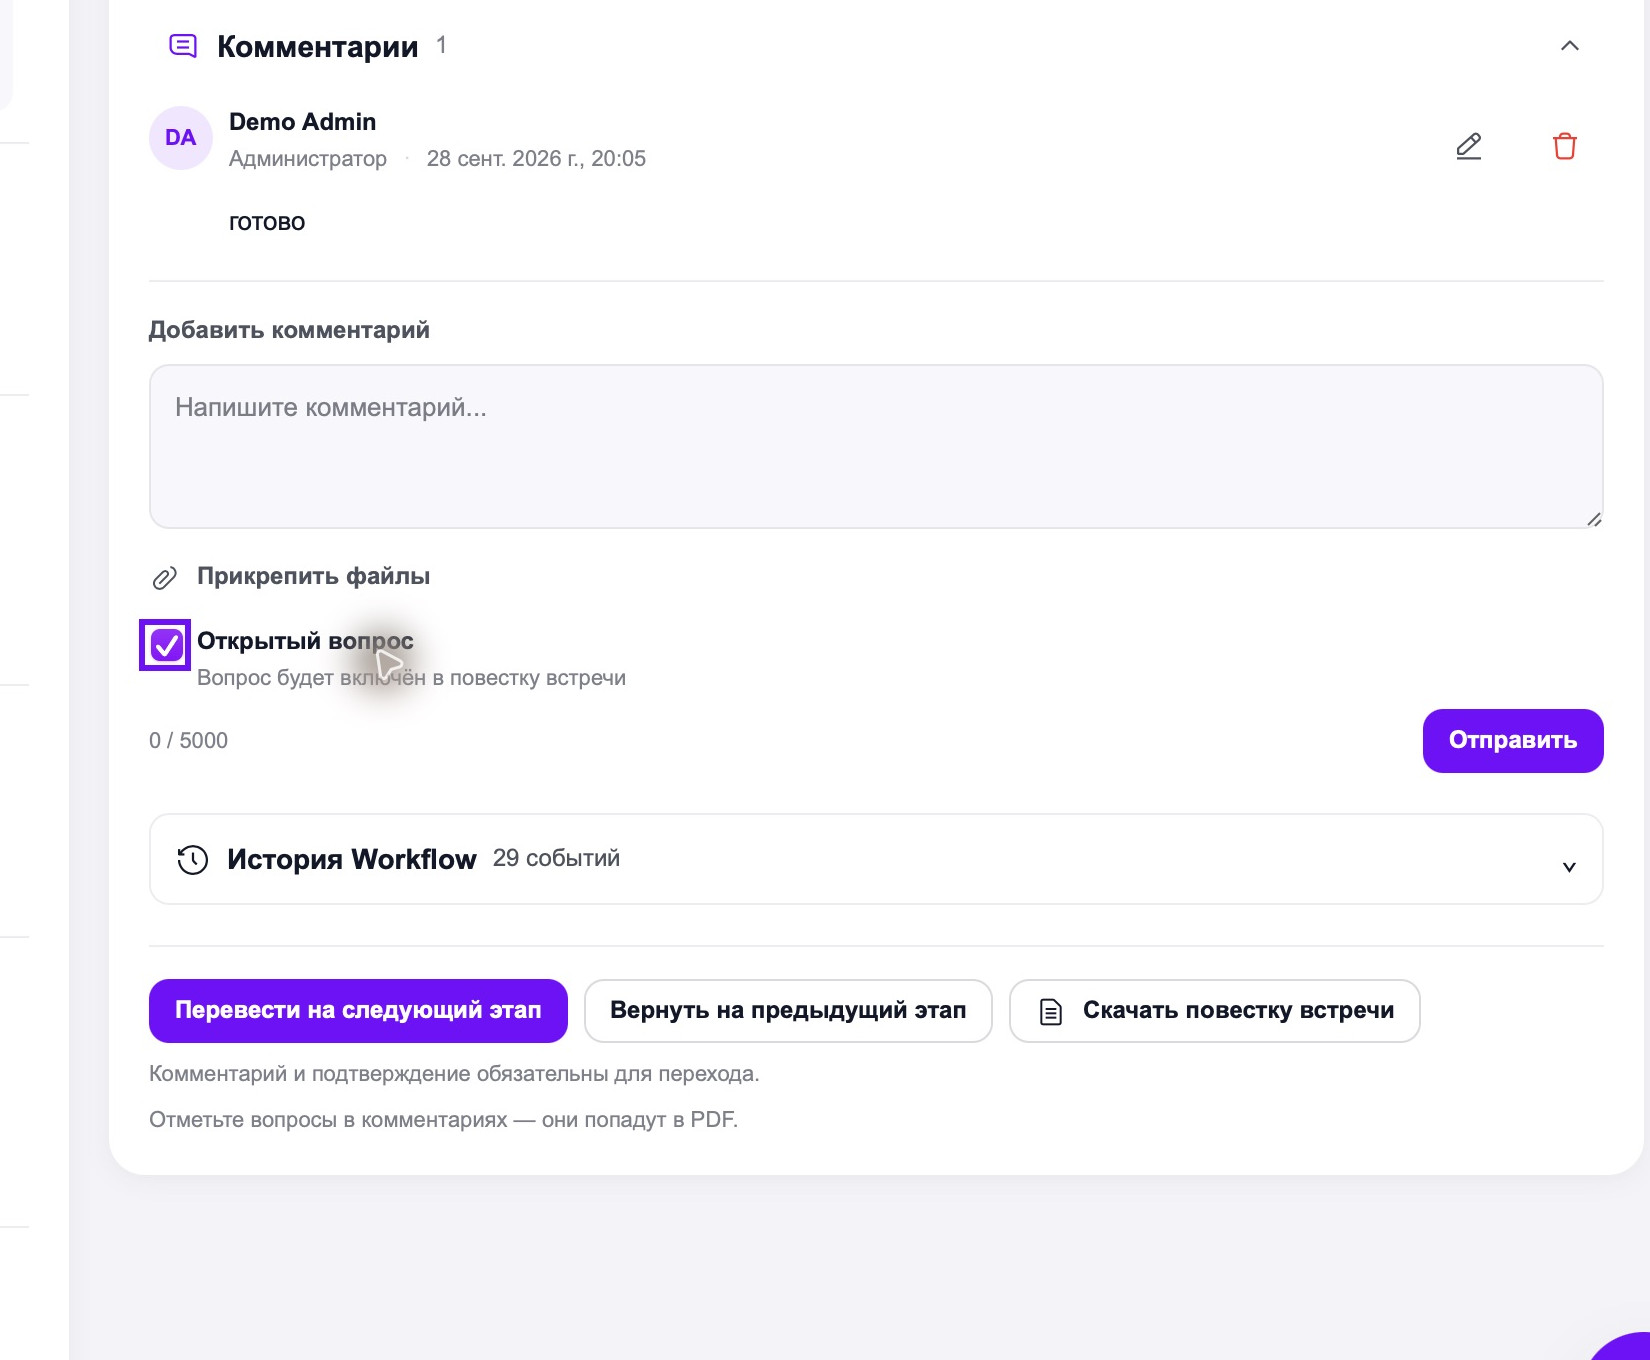 Комментарии 1
DA
Demo Admin
Администратор · 28 сент. 2026 г., 20:05
готово
Добавить комментарий
Напишите комментарий...
Прикрепить файлы
Открытый вопрос
Вопрос будет включён в повестку встречи
0 / 5000
Отправить
История Workflow 29 событий
Перевести на следующий этап
Вернуть на предыдущий этап
Скачать повестку встречи
Комментарий и подтверждение обязательны для перехода.
Отметьте вопросы в комментариях — они попадут в PDF.